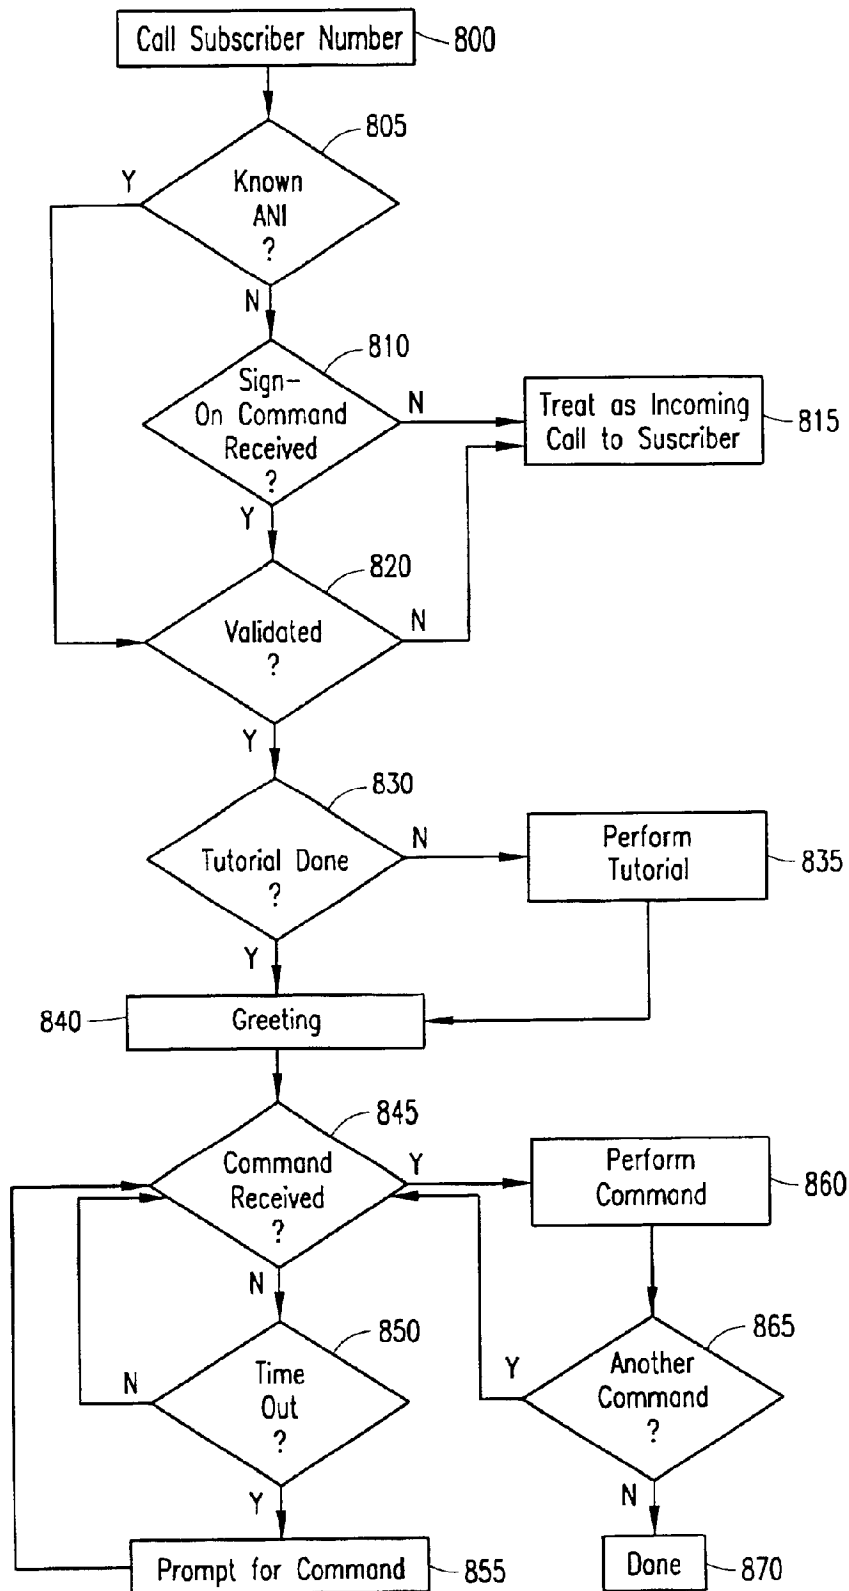 Call Subscriber Number
800
805
Y
Known
ANI
?
N
810
Sign-
On Command
Received
?
N
Treat as Incoming
Call to Suscriber
815
Y
820
Validated
?
N
Y
830
Tutorial Done
?
N
Perform
Tutorial
835
Y
840
Greeting
845
Command
Received
?
Y
Perform
Command
860
N
850
Time
Out
?
N
865
Another
Command
?
Y
Y
N
Prompt for Command
855
Done
870